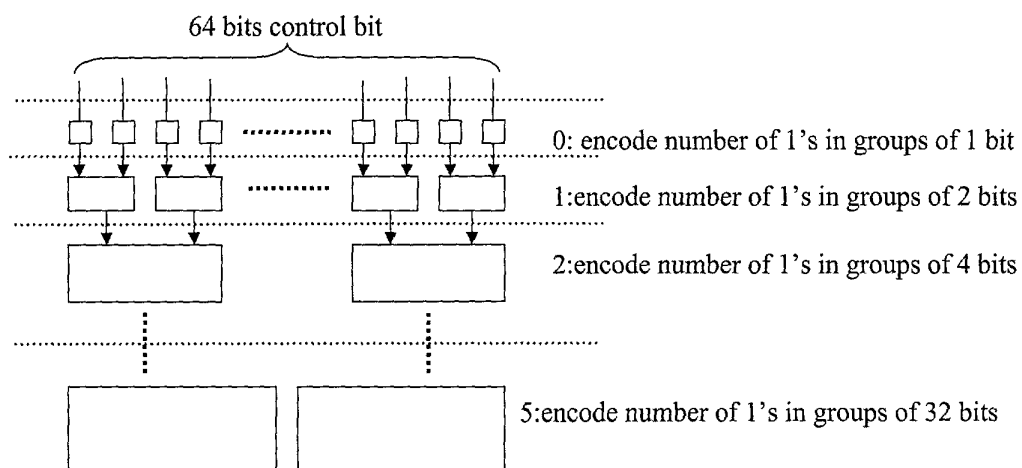 64 bits control bit
0: encode number of 1's in groups of 1 bit
1:encode number of 1's in groups of 2 bits
2:encode number of 1's in groups of 4 bits
5:encode number of 1's in groups of 32 bits